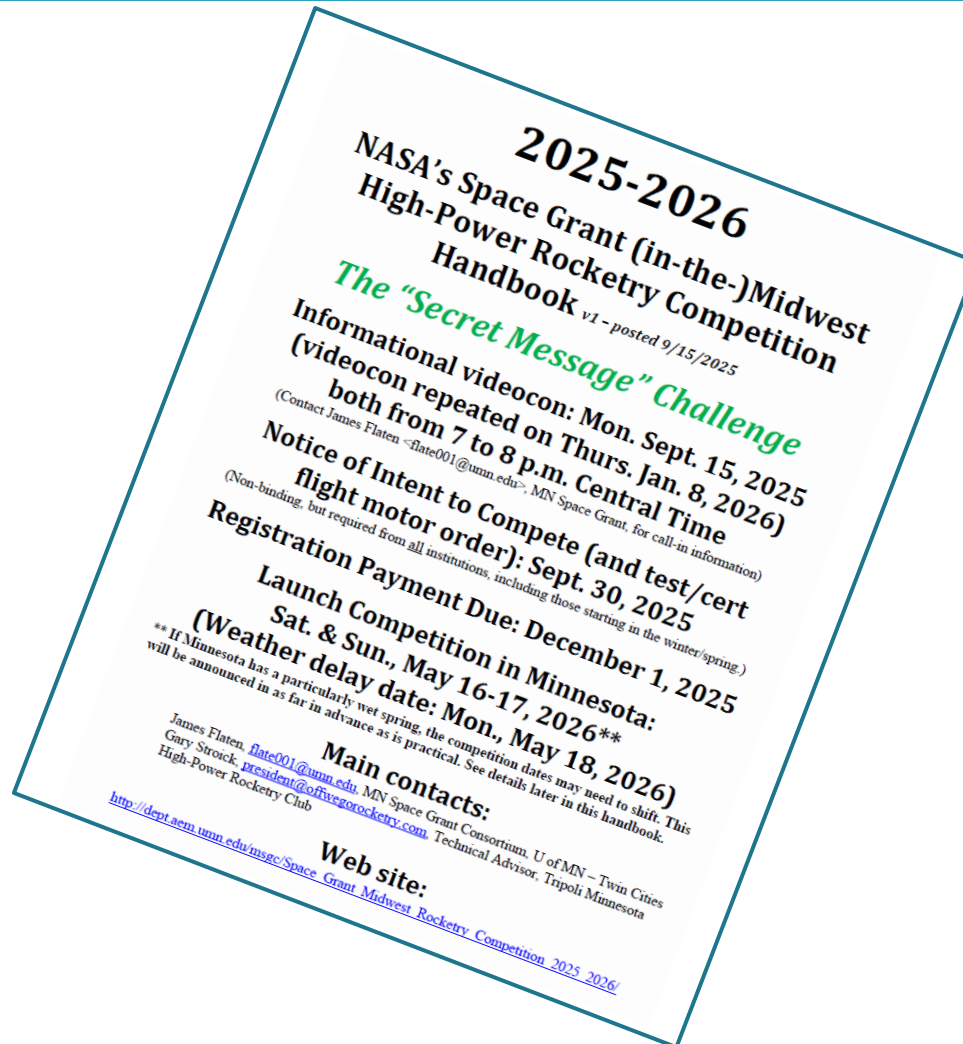 2025-2026
NASA's Space Grant (in-the-)Midwest
High-Power Rocketry Competition
Handbook v1 – posted 9/15/2025
The “Secret Message” Challenge
Informational videocon: Mon. Sept. 15, 2025
(videocon repeated on Thurs. Jan. 8, 2026)
both from 7 to 8 p.m. Central Time
(Contact James Flaten <flate001@umn.edu>, MN Space Grant, for call-in information)
Notice of Intent to Compete (and test/cert
flight motor order): Sept. 30, 2025
(Non-binding, but required from all institutions, including those starting in the winter/spring.)
Registration Payment Due: December 1, 2025
Launch Competition in Minnesota:
Sat. & Sun., May 16-17, 2026**
(Weather delay date: Mon., May 18, 2026)
** If Minnesota has a particularly wet spring, the competition dates may need to shift. This
will be announced in as far in advance as is practical. See details later in this handbook.
Main contacts:
James Flaten, flate001@umn.edu, MN Space Grant Consortium, U of MN – Twin Cities
Gary Stroick, president@offwegorocketry.com, Technical Advisor, Tripoli Minnesota
High-Power Rocketry Club
Web site:
http://dept.aem.umn.edu/msgc/Space_Grant_Midwest_Rocketry_Competition_2025_2026/